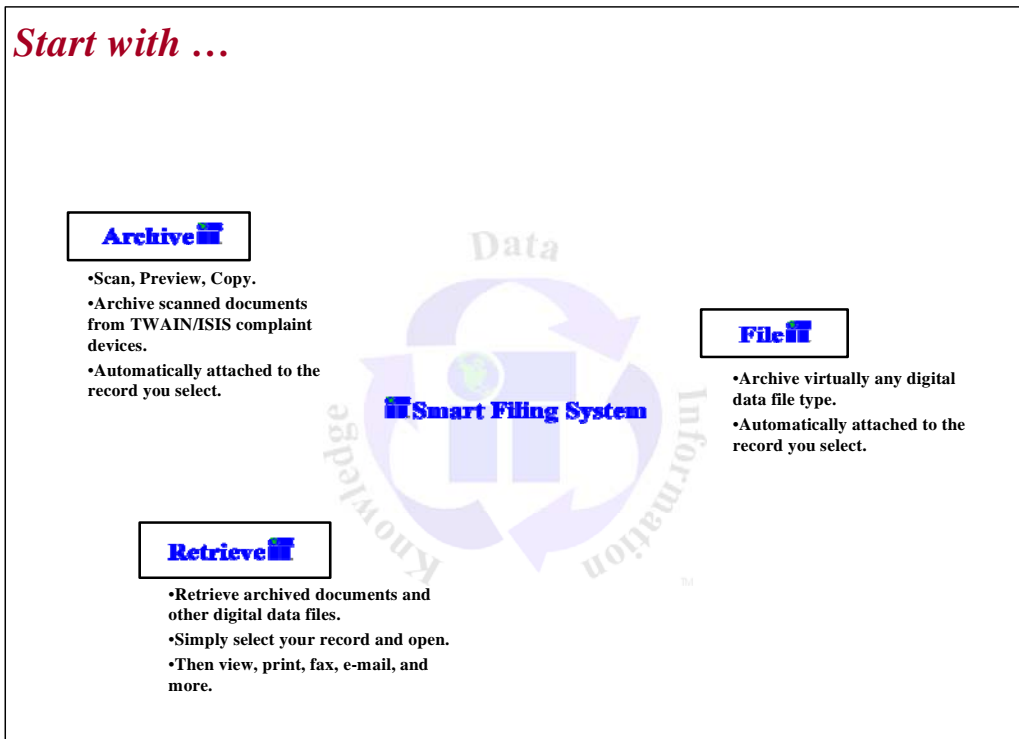 Start with …
Archiveiii
•Scan, Preview, Copy.
•Archive scanned documents
from TWAIN/ISIS complaint
devices.
•Automatically attached to the
record you select.
Data
Information
Knowledge
Smart Filing System
File
•Archive virtually any digital
data file type.
•Automatically attached to the
record you select.
Retrieve
•Retrieve archived documents and
other digital data files.
•Simply select your record and open.
•Then view, print, fax, e-mail, and
more.